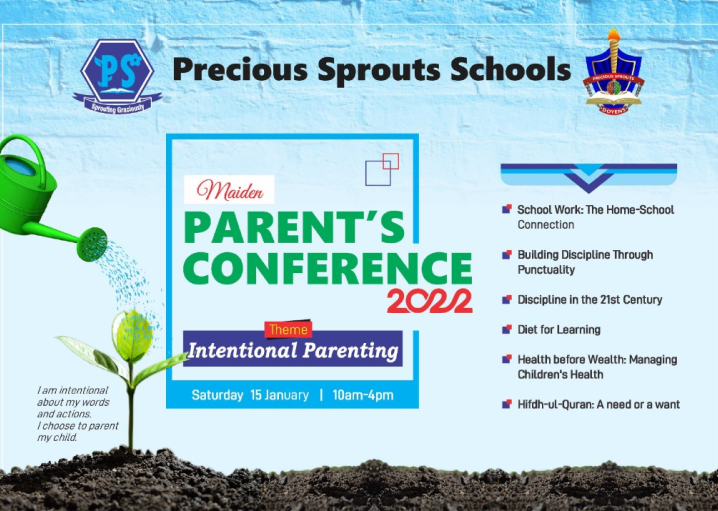 PS
Sprouting Graciously
Precious Sprouts Schools
PRECIOUS SPROUTS
DOYENS
Maiden
PARENT'S
CONFERENCE
2022
Theme
Intentional Parenting
Saturday 15 January | 10am-4pm
School Work: The Home-School
Connection
Building Discipline Through
Punctuality
Discipline in the 21st Century
Diet for Learning
Health before Wealth: Managing
Children's Health
Hifdh-ul-Quran: A need or a want
I am intentional
about my words
and actions.
I choose to parent
my child.